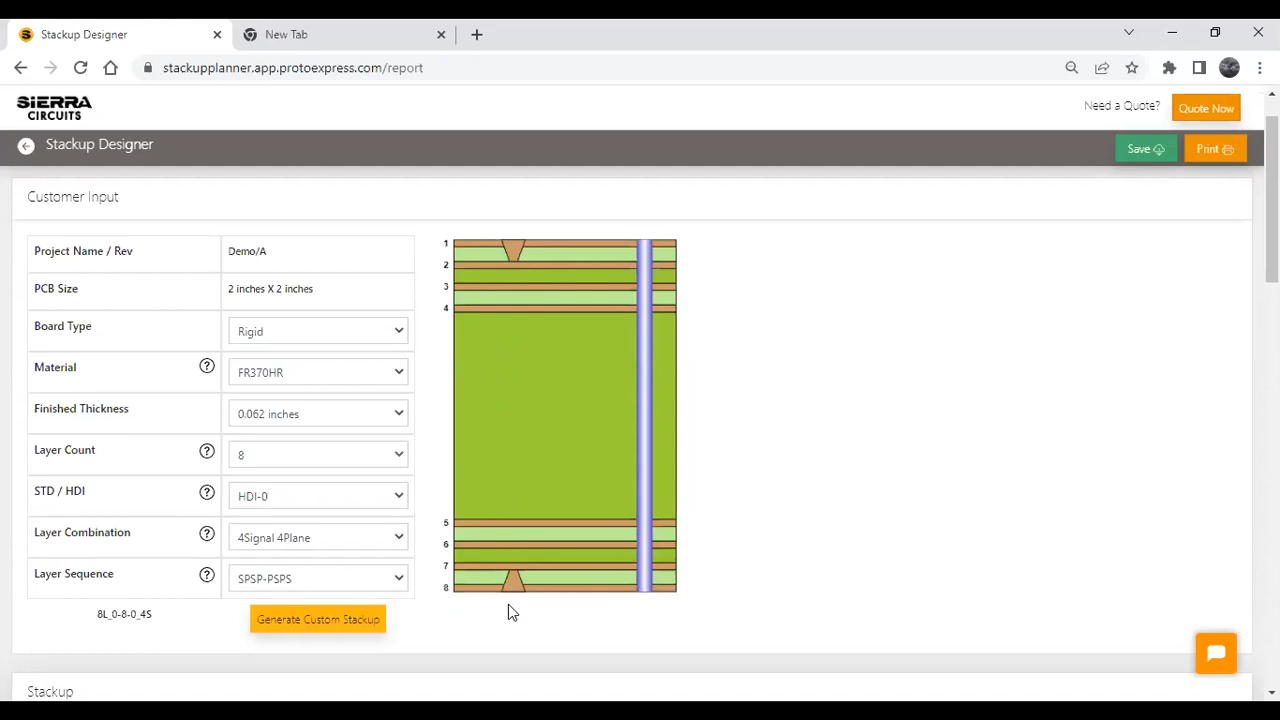 Stackup Designer
New Tab
stackupplanner.app.protoexpress.com/report
SIERRA
CIRCUITS
Need a Quote?
Quote Now
Stackup Designer
Save
Print
Customer Input
Project Name / Rev
Demo/A
PCB Size
2 inches X 2 inches
Board Type
Rigid
Material
?
FR370HR
Finished Thickness
0.062 inches
Layer Count
?
8
STD / HDI
?
HDI-0
Layer Combination
?
4Signal 4Plane
Layer Sequence
?
SPSP-PSPS
8L_0-8-0_4S
Generate Custom Stackup
1
2
3
4
5
6
7
8
Stackup